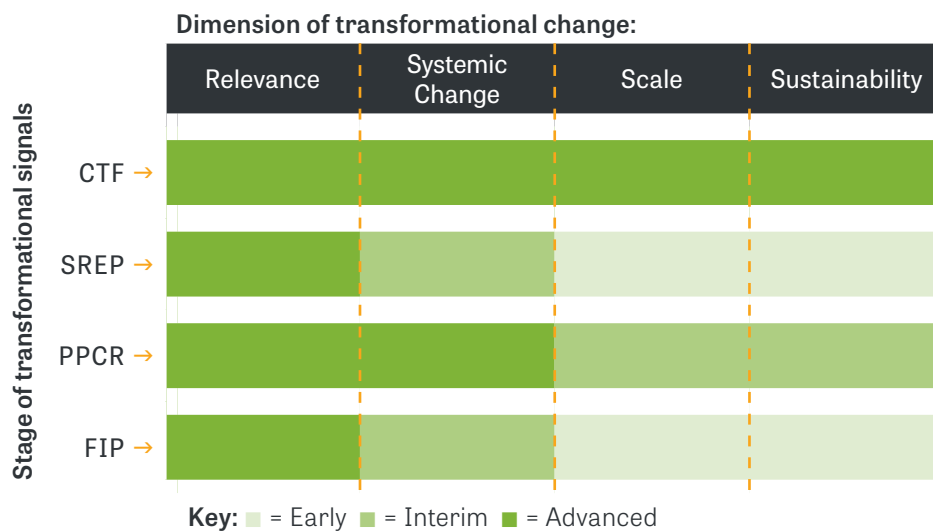 Dimension of transformational change:
Relevance
Systemic
Change
Scale
Sustainability
Stage of transformational signals
CTF →
SREP →
PPCR →
FIP →
Key: = Early = Interim = Advanced